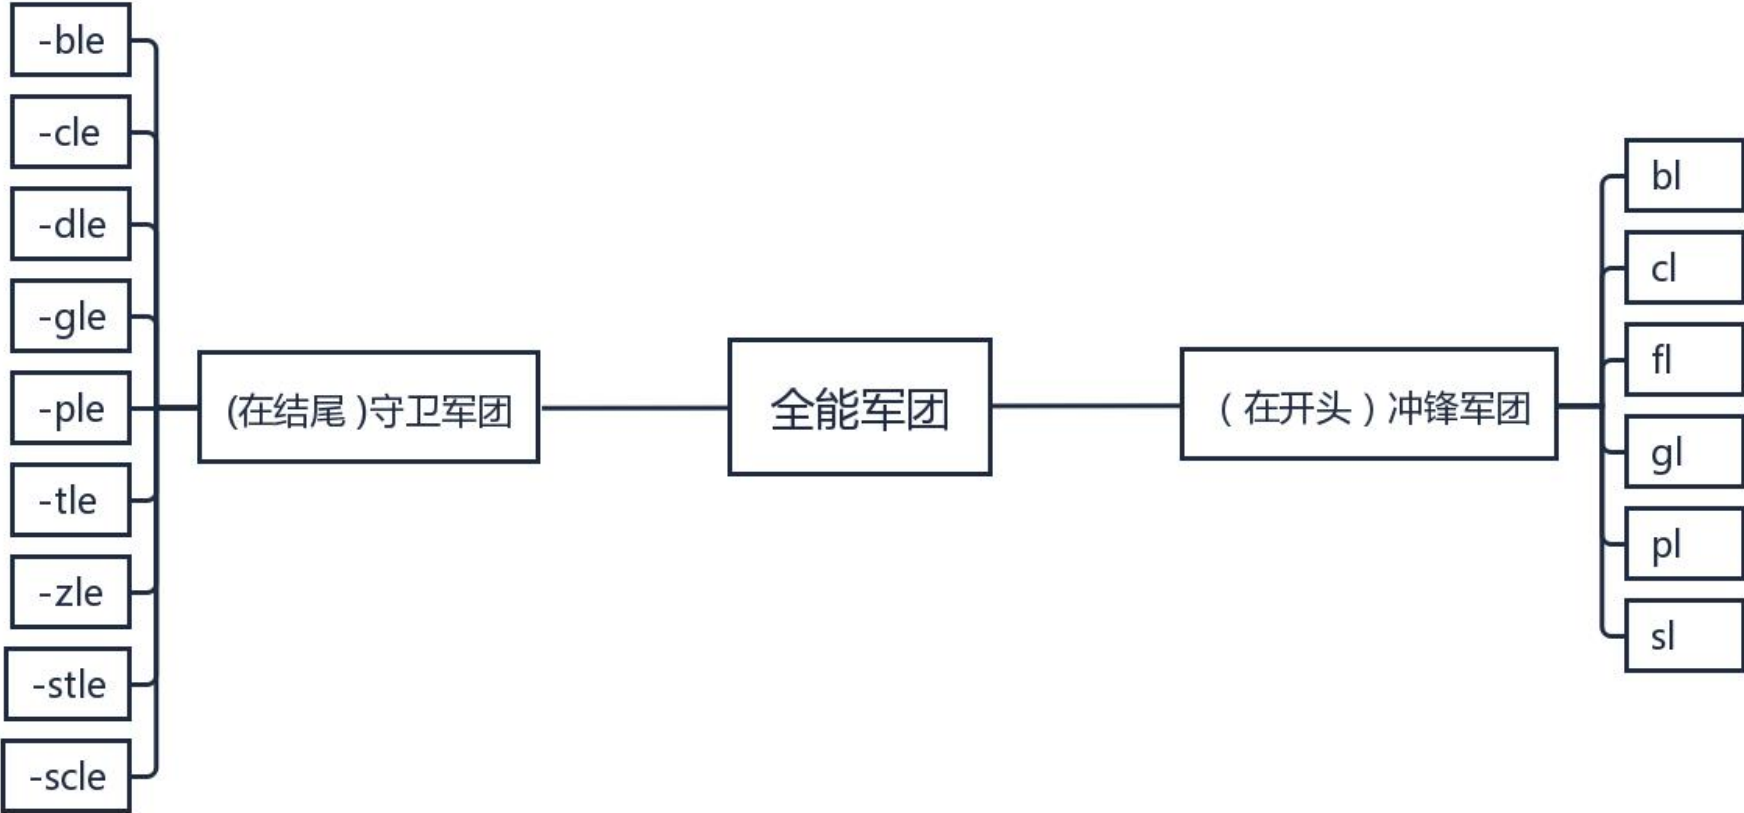 -ble
-cle
-dle
-gle
-ple
-tle
-zle
-stle
-scle
(在结尾)守卫军团
全能军团
（在开头）冲锋军团
bl
cl
fl
gl
pl
sl